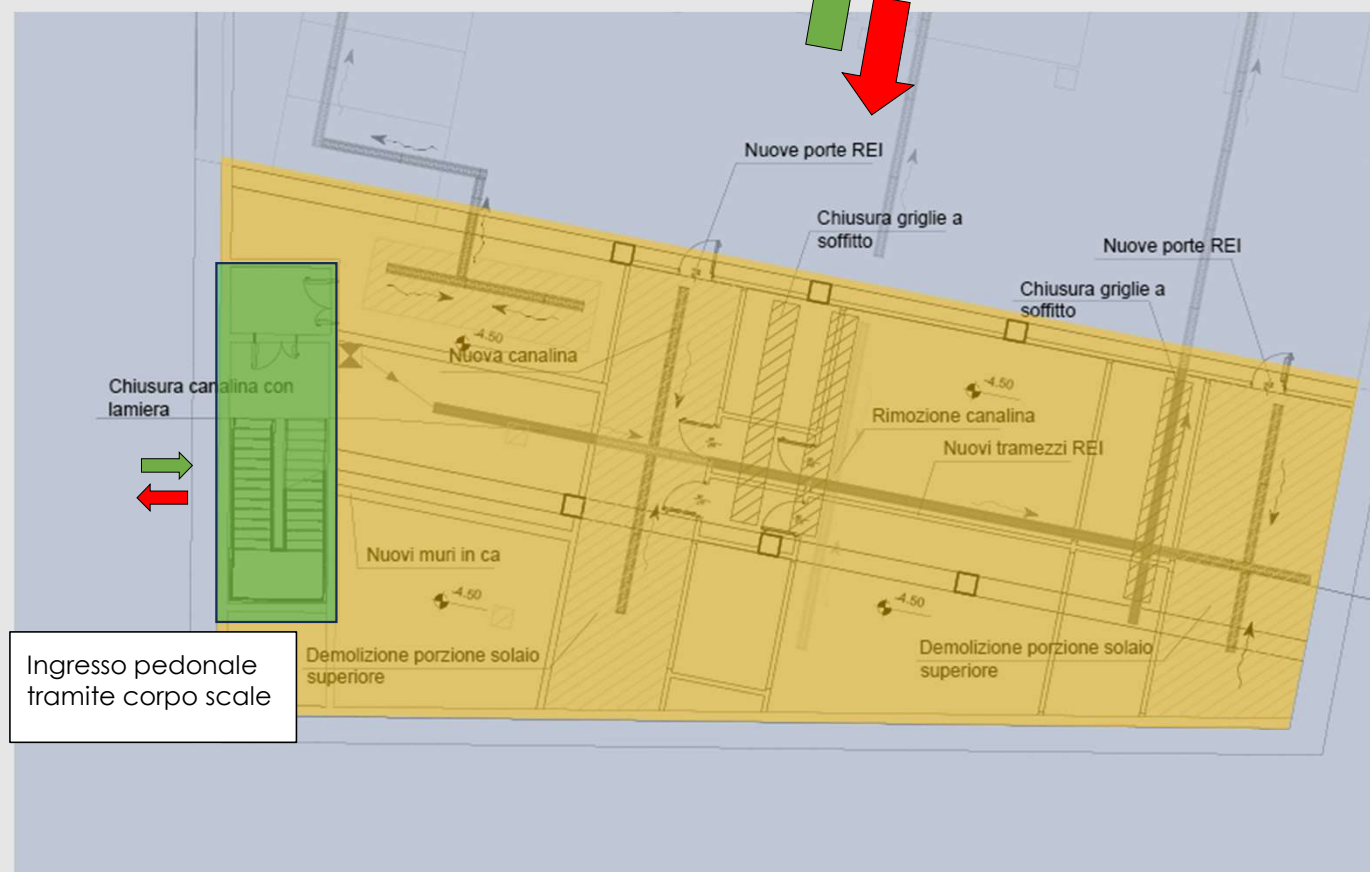 Nuove porte REI
Chiusura griglie a
soffitto
Nuove porte REI
Chiusura griglie a
soffitto
-4.50
Nuova canalina
Chiusura canalina con
lamiera
-4.50
Rimozione canalina
Nuovi tramezzi REI
Nuovi muri in ca
-4.50
-4.50
Demolizione porzione solaio
superiore
Demolizione porzione solaio
superiore
Ingresso pedonale
tramite corpo scale